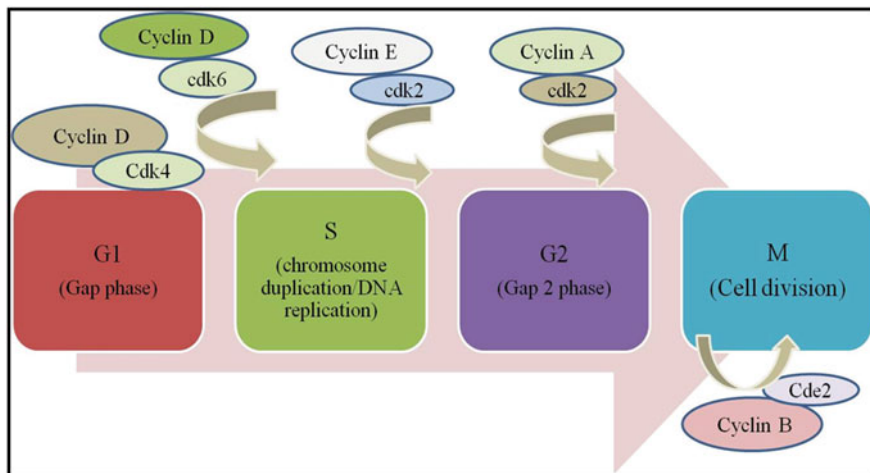 Cyclin D
cdk6
Cyclin E
cdk2
Cyclin A
cdk2
Cyclin D
Cdk4
G1
(Gap phase)
S
(chromosome
duplication/DNA
replication)
G2
(Gap 2 phase)
M
(Cell division)
Cde2
Cyclin B